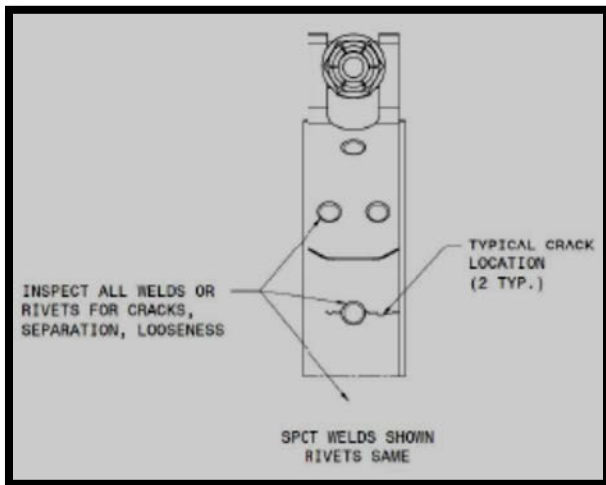 TYPICAL CRACK
LOCATION
(2 TYP.)
INSPECT ALL WELDS OR
RIVETS FOR CRACKS,
SEPARATION, LOOSENESS
SPCT WELDS SHOWN
RIVETS SAME